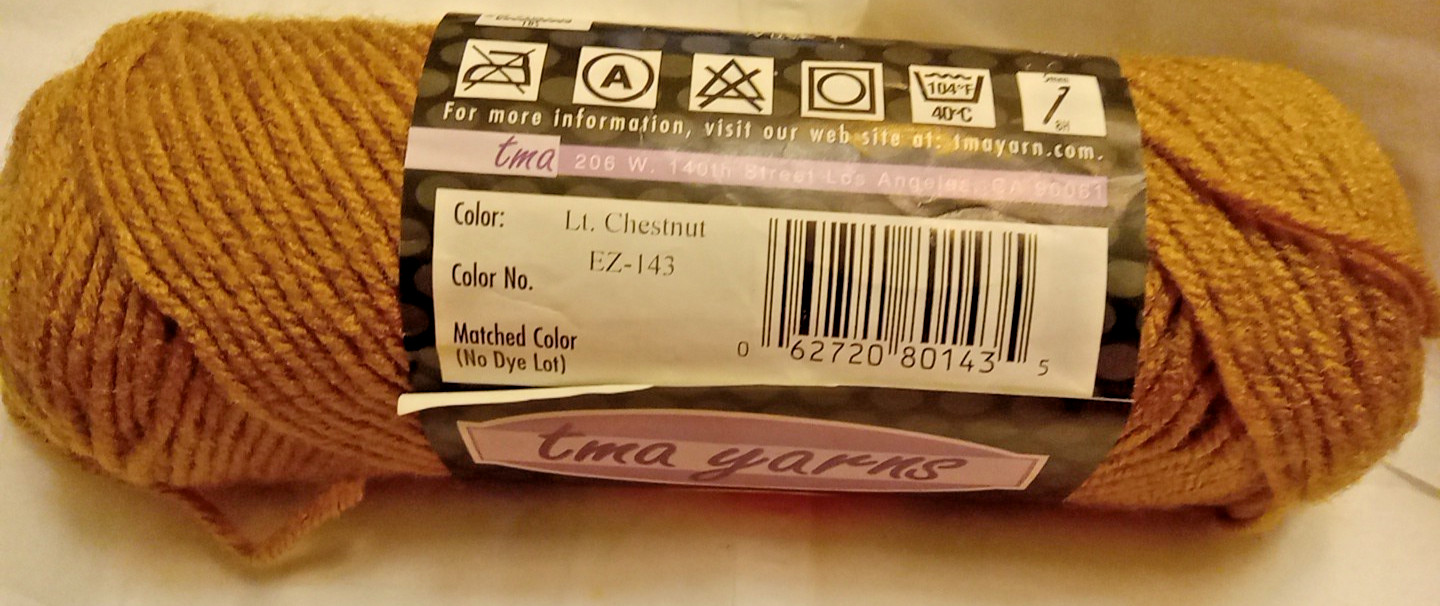 A
104°F
40°C
7
8H
For more information, visit our web site at: tmayarn.com.
tma 206 W. 140th Street Los Angeles, CA 90061
Color: Lt. Chestnut
EZ-143
Color No.
Matched Color
(No Dye Lot)
0 62720 80143 5
tma yarns